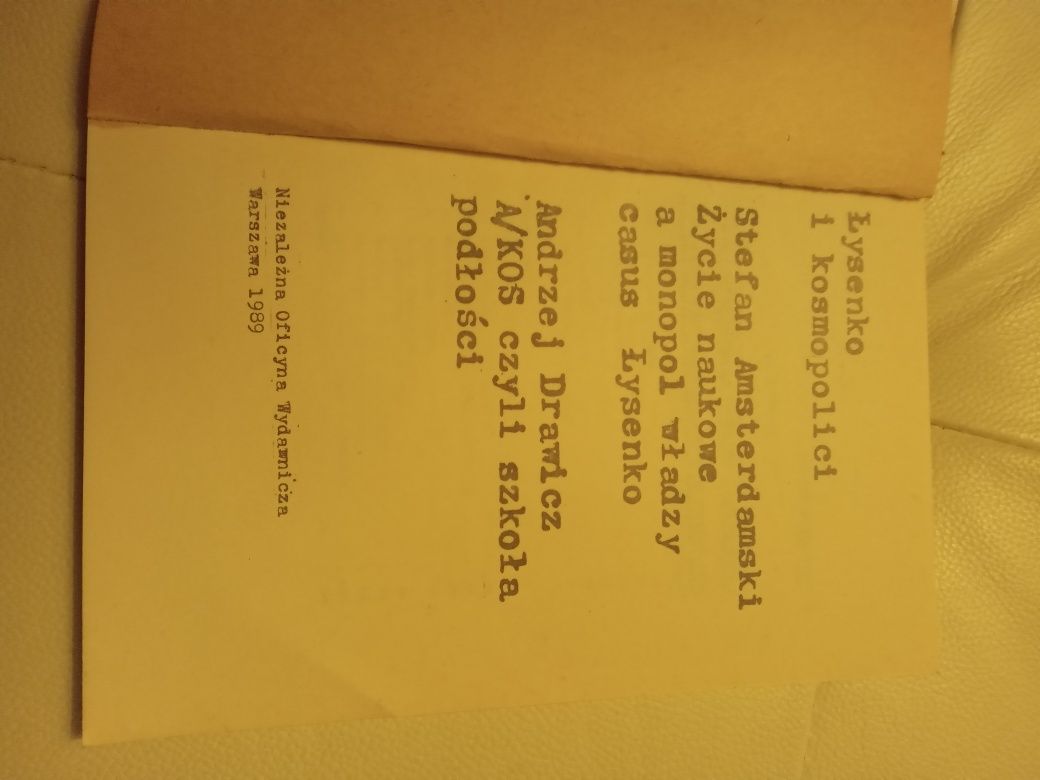 Łysenko
i kosmopolici
Stefan Amsterdamski
Życie naukowe
a monopol władzy
casus Łysenko
Andrzej Drawicz
A/KOS czyli szkoła
podłości
Niezależna Oficyna Wydawnicza
Warszawa 1989